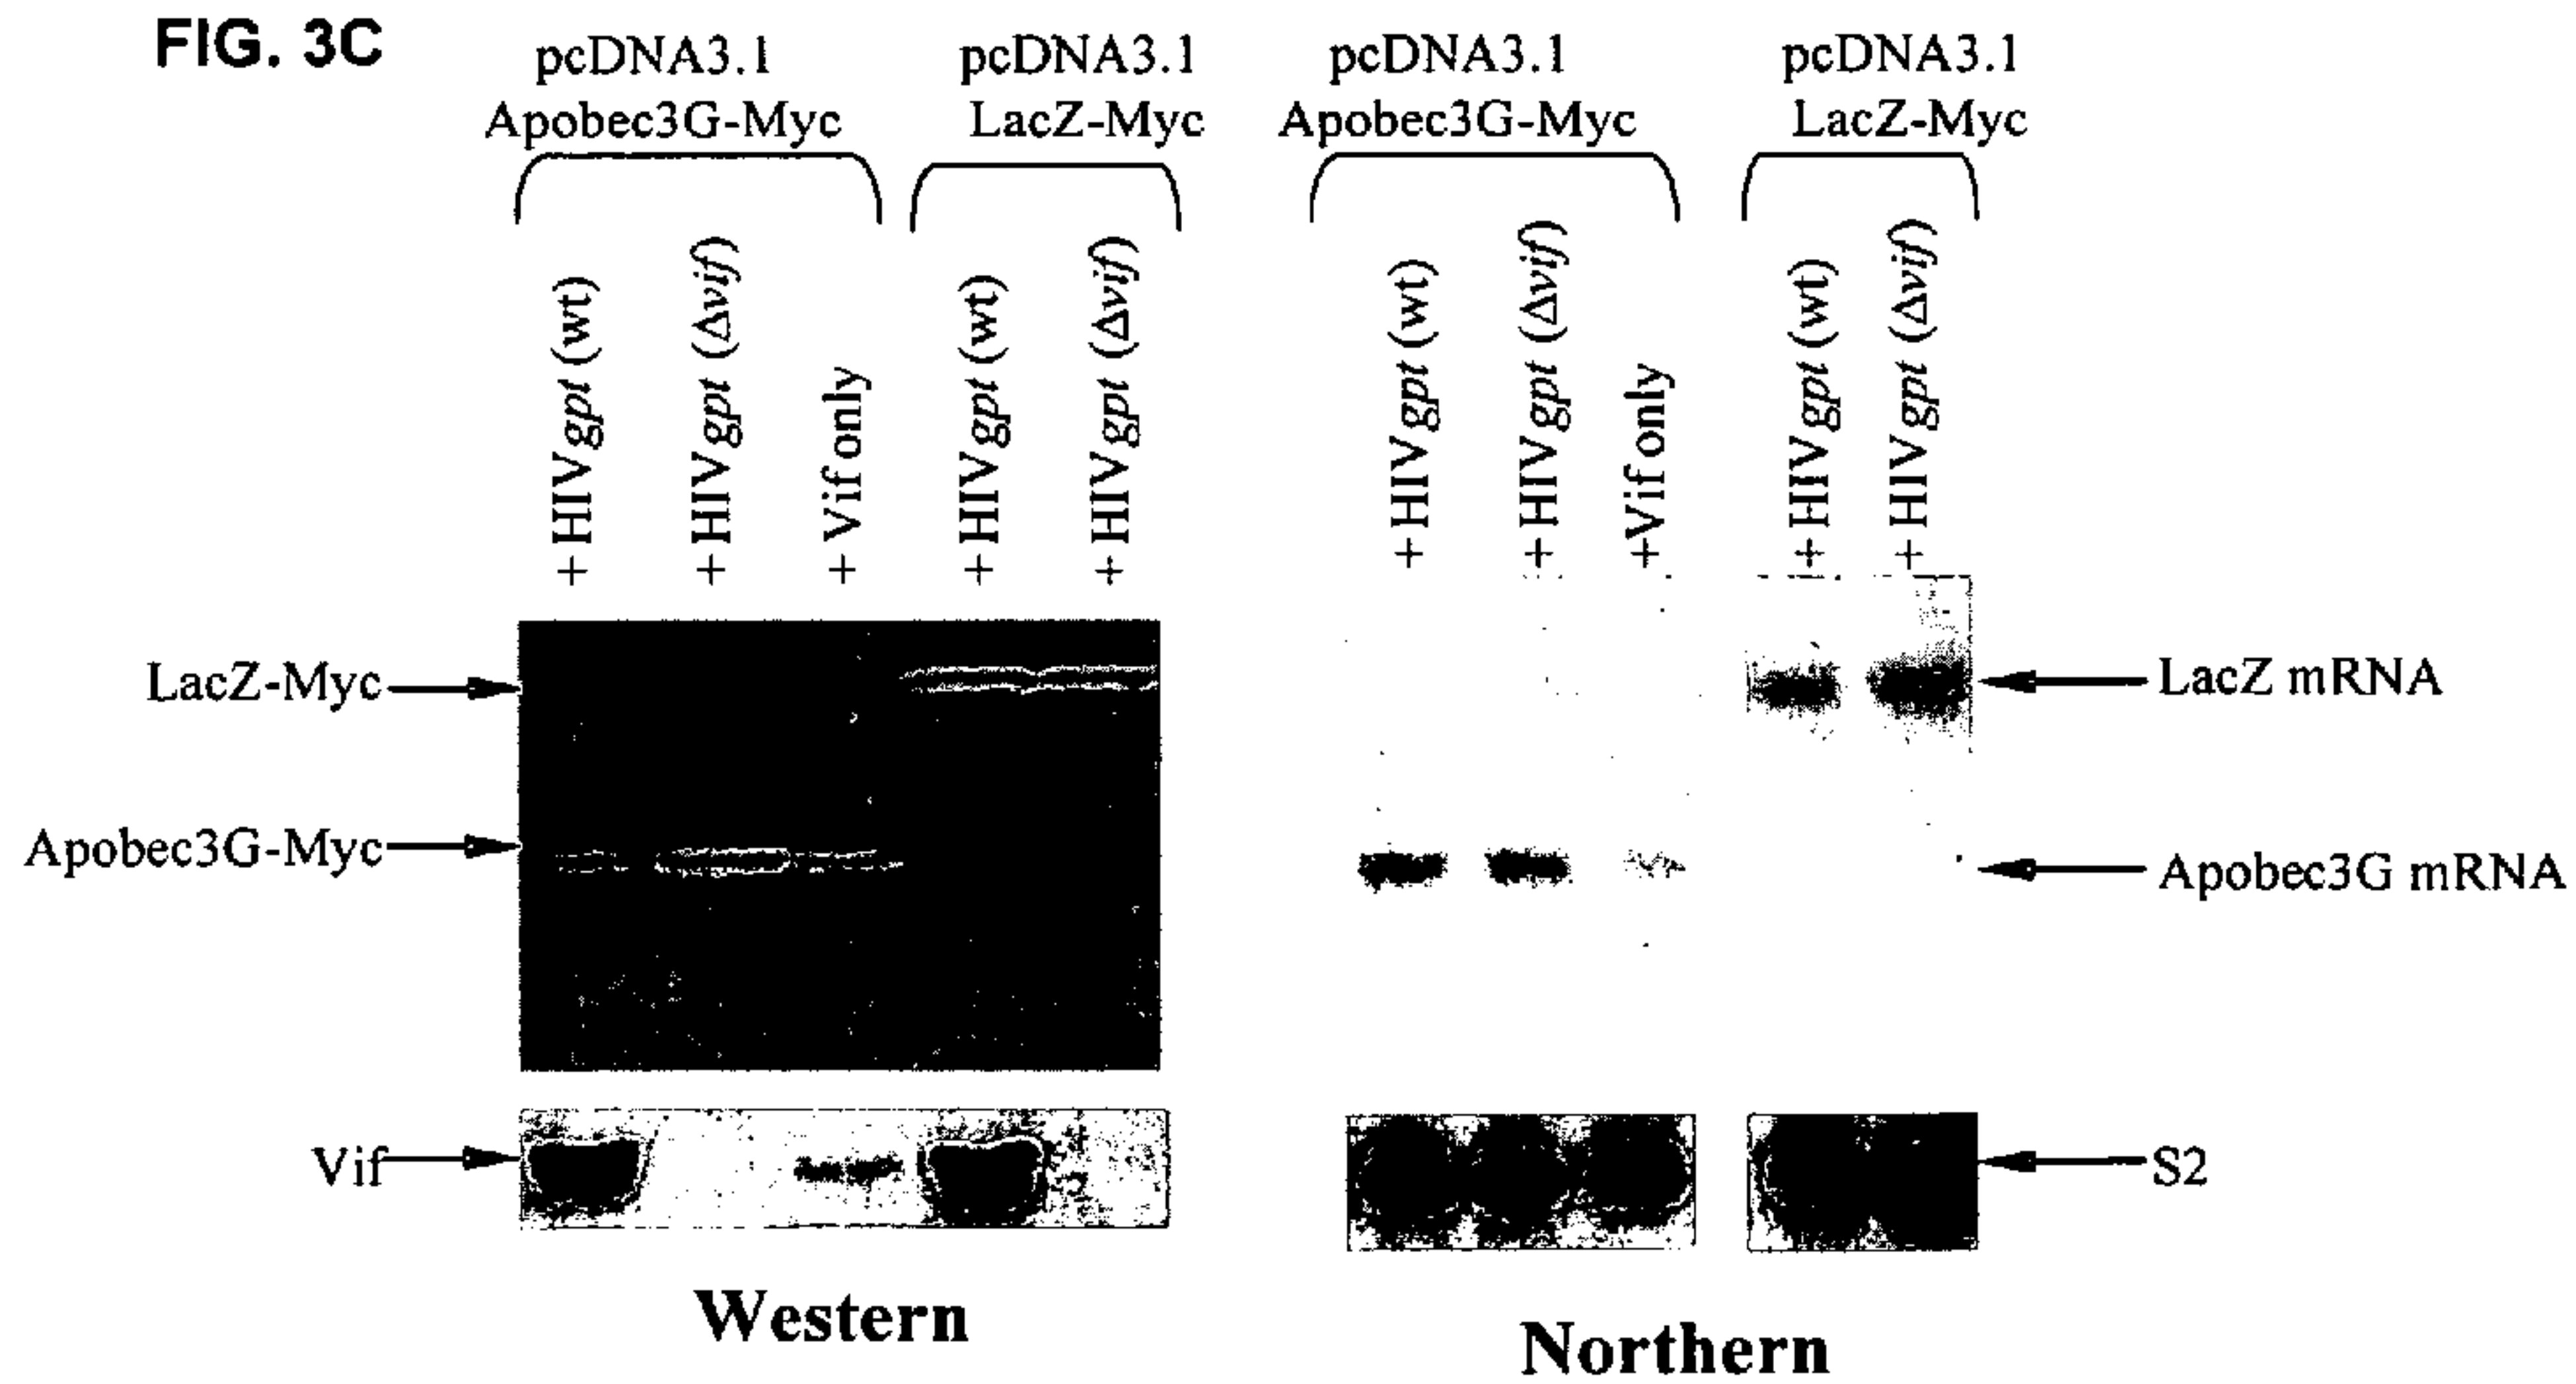 FIG. 3C
pcDNA3.1
Apobec3G-Myc
pcDNA3.1
LacZ-Myc
pcDNA3.1
Apobec3G-Myc
pcDNA3.1
LacZ-Myc
+ HIVgpt (wt)
+ HIVgpt (Δvif)
+ Vif only
+ HIVgpt (wt)
+ HIVgpt (Δvif)
+ HIVgpt (wt)
+ HIVgpt (Δvif)
+Vif only
+ HIVgpt (wt)
+ HIVgpt (Δvif)
LacZ-Myc
LacZ mRNA
Apobec3G-Myc
Apobec3G mRNA
Vif
S2
Western
Northern